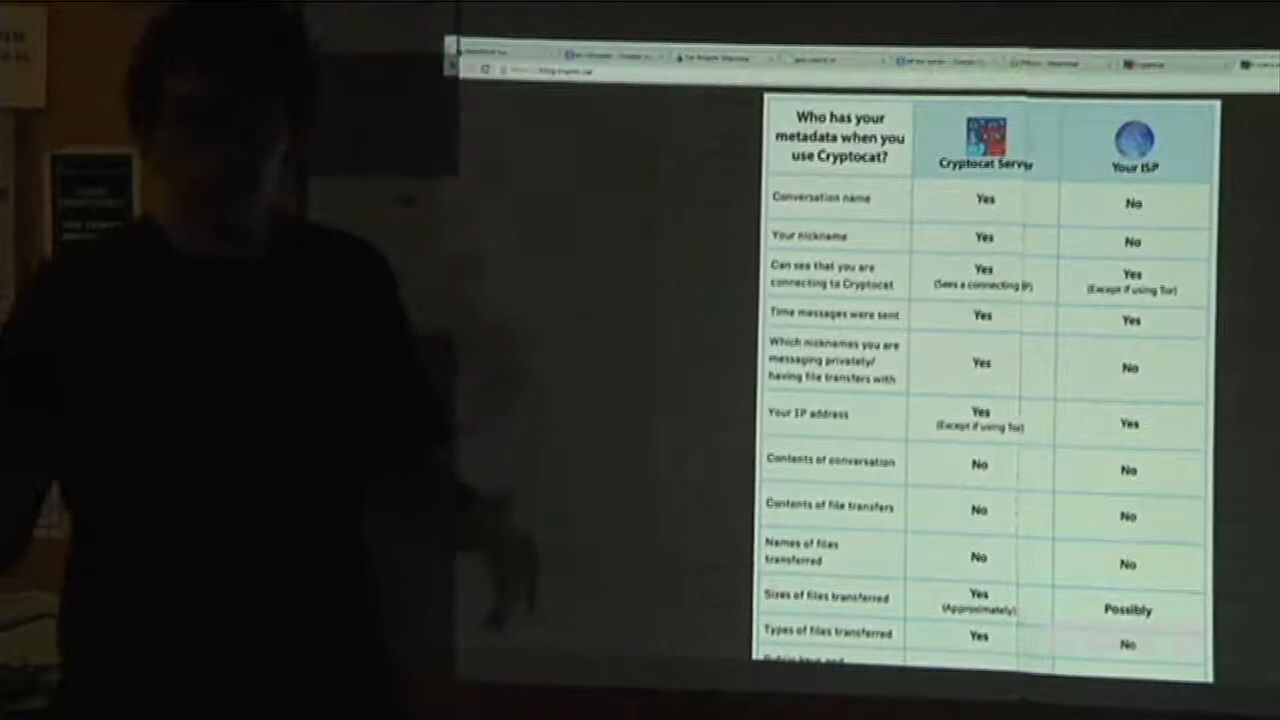 Who has your
metadata when you
use Cryptocat?
Cryptocat Server
Your ISP
Conversation name
Yes
No
Your nickname
Yes
No
Can see that you are
connecting to Cryptocat
Yes
(Sees a connecting IP)
Yes
(Except if using Tor)
Time messages were sent
Yes
Yes
Which nicknames you are
messaging privately/
having file transfers with
Yes
No
Your IP address
Yes
(Except if using Tor)
Yes
Contents of conversation
No
No
Contents of file transfers
No
No
Names of files
transferred
No
No
Sizes of files transferred
Yes
(Approximately)
Possibly
Types of files transferred
Yes
No